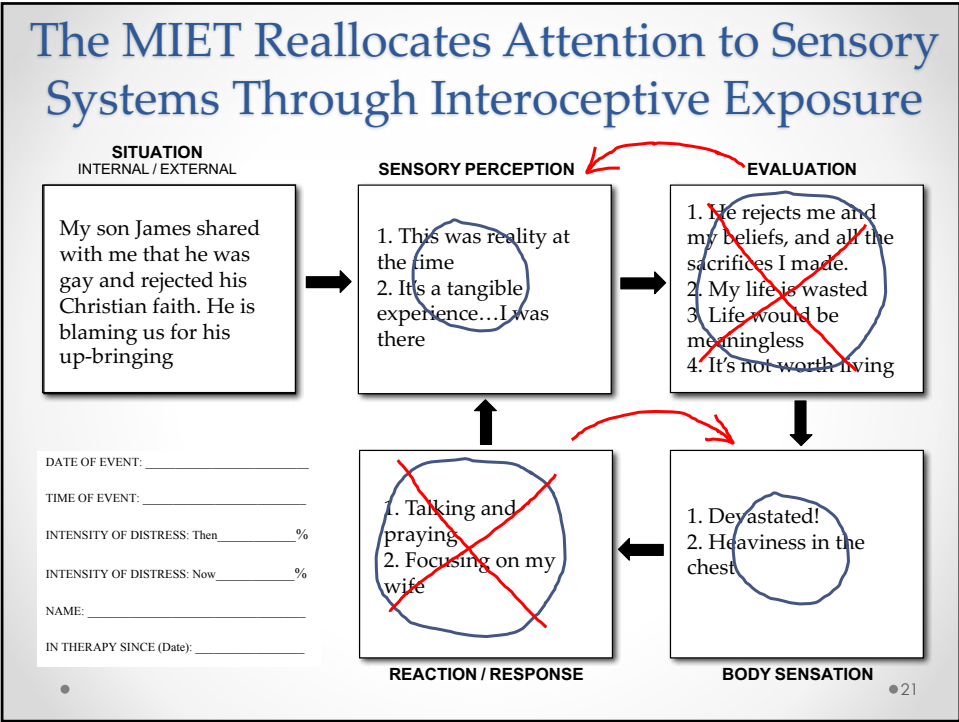 The MIET Reallocates Attention to Sensory
Systems Through Interoceptive Exposure
SITUATION
INTERNAL / EXTERNAL
My son James shared
with me that he was
gay and rejected his
Christian faith. He is
blaming us for his
up-bringing
SENSORY PERCEPTION
1. This was reality at
the time
2. It's a tangible
experience…I was
there
EVALUATION
1. He rejects me and
my beliefs, and all the
sacrifices I made.
2. My life is wasted
3. Life would be
meaningless
4. It's not worth living
DATE OF EVENT: ____________________________
TIME OF EVENT: ____________________________
INTENSITY OF DISTRESS: Then_____________%
INTENSITY OF DISTRESS: Now_____________%
NAME: _____________________________________
IN THERAPY SINCE (Date): ___________________
1. Talking and
praying
2. Focusing on my
wife
REACTION / RESPONSE
1. Devastated!
2. Heaviness in the
chest
BODY SENSATION
21